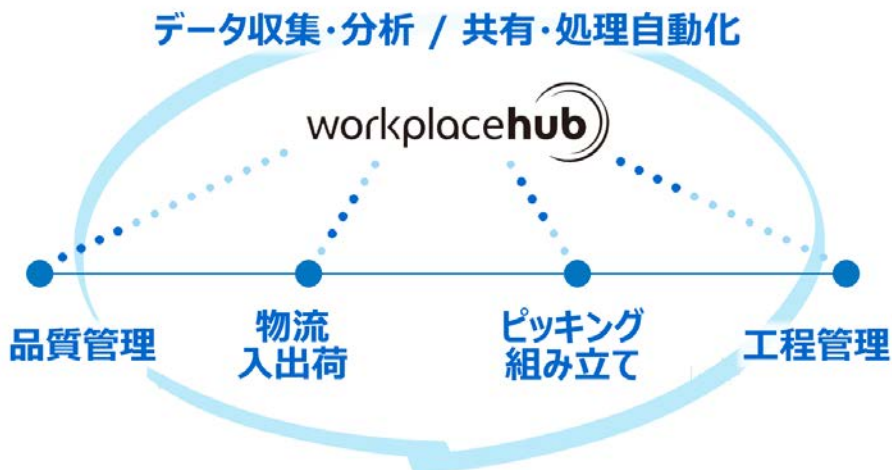 データ収集・分析 / 共有・処理自動化
workplacehub
品質管理
物流
入出荷
ピッキング
組み立て
工程管理